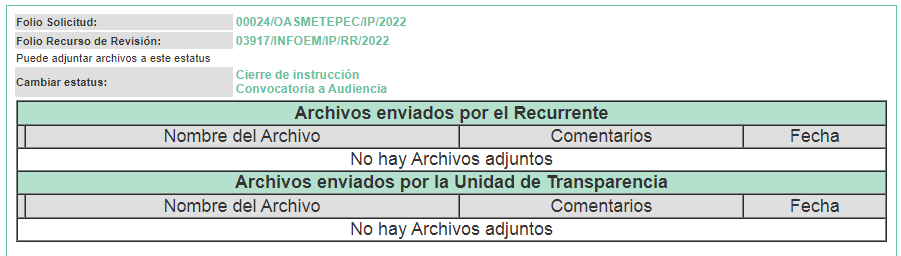 Folio Solicitud: 00024/OASMETEPEC/IP/2022
Folio Recurso de Revisión: 03917/INFOEM/IP/RR/2022
Puede adjuntar archivos a este estatus
Cambiar estatus: Cierre de instrucción
Convocatoria a Audiencia
Archivos enviados por el Recurrente
Nombre del Archivo Comentarios Fecha
No hay Archivos adjuntos
Archivos enviados por la Unidad de Transparencia
Nombre del Archivo Comentarios Fecha
No hay Archivos adjuntos